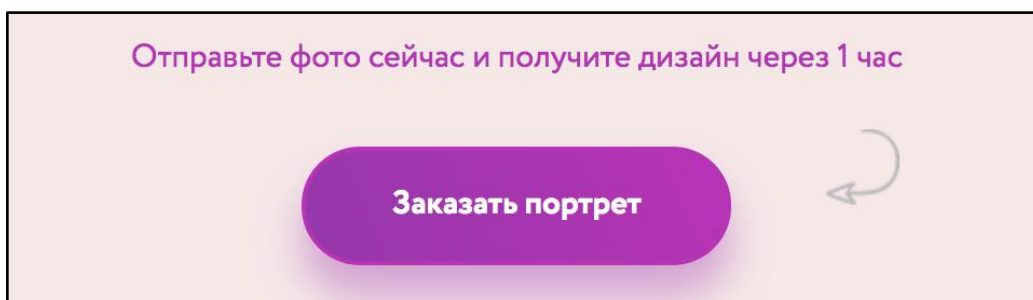 Отправьте фото сейчас и получите дизайн через 1 час
Заказать портрет